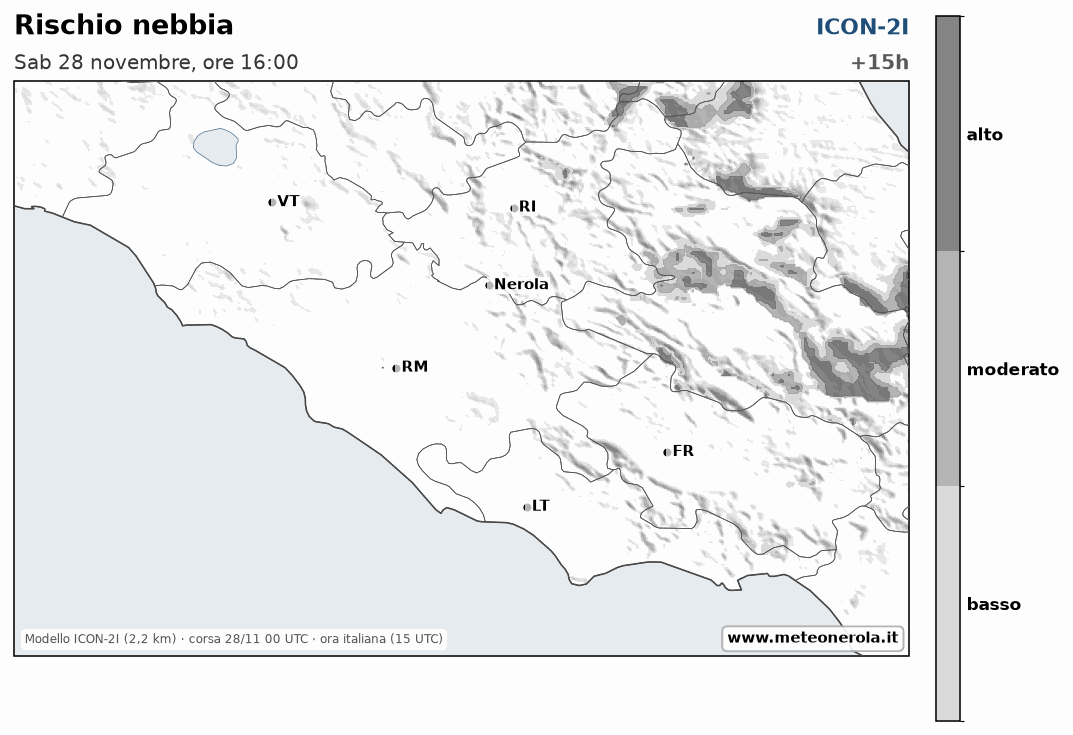 Rischio nebbia
ICON-2I
Sab 28 novembre, ore 16:00
+15h
alto
VT
RI
Nerola
moderato
RM
FR
LT
basso
Modello ICON-2I (2,2 km) · corsa 28/11 00 UTC · ora italiana (15 UTC)
www.meteonerola.it